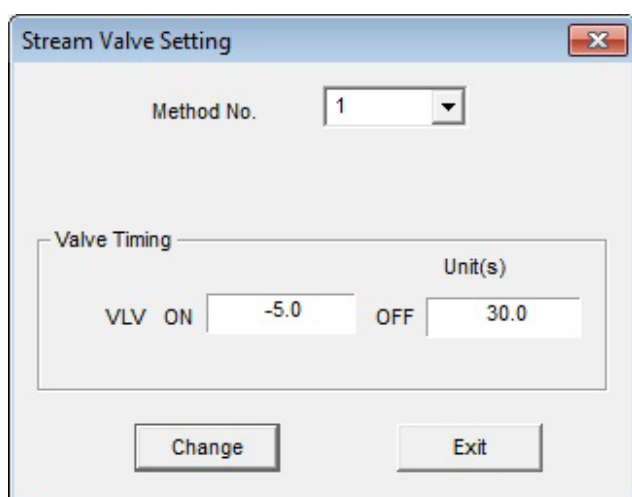 Stream Valve Setting
Method No. 1
Valve Timing
Unit(s)
VLV ON -5.0 OFF 30.0
Change Exit